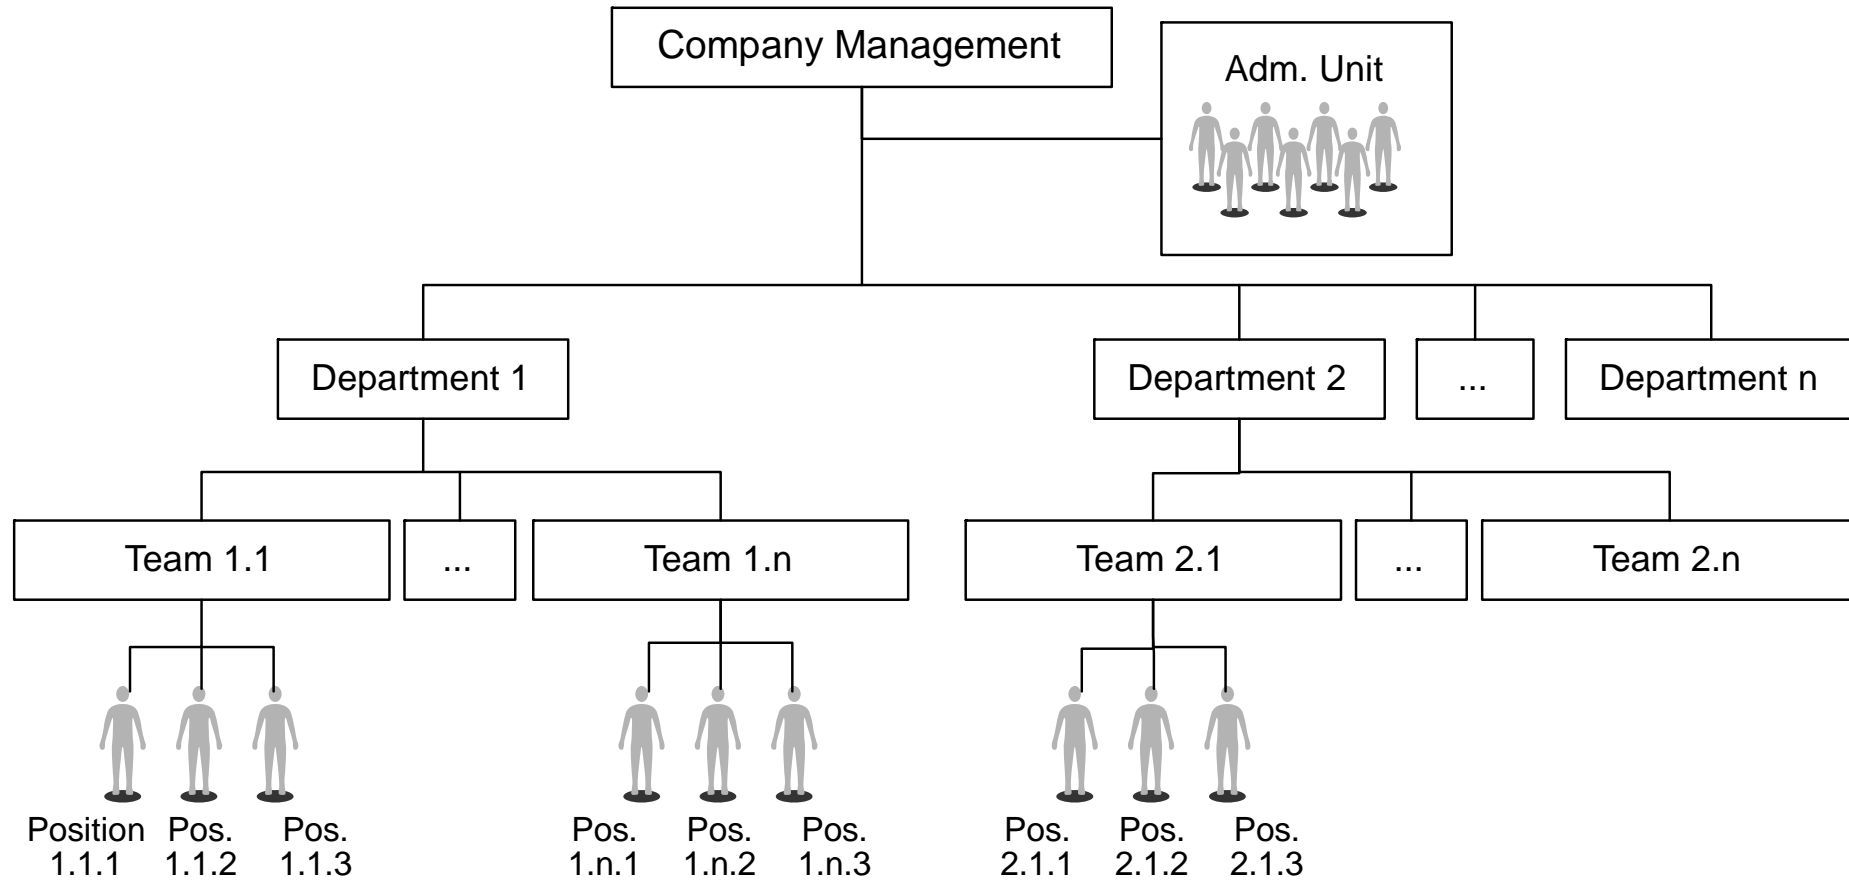 Company Management
Adm. Unit
Department 1
Department 2
...
Department n
Team 1.1
...
Team 1.n
Team 2.1
...
Team 2.n
Position
1.1.1
Pos.
1.1.2
Pos.
1.1.3
Pos.
1.n.1
Pos.
1.n.2
Pos.
1.n.3
Pos.
2.1.1
Pos.
2.1.2
Pos.
2.1.3